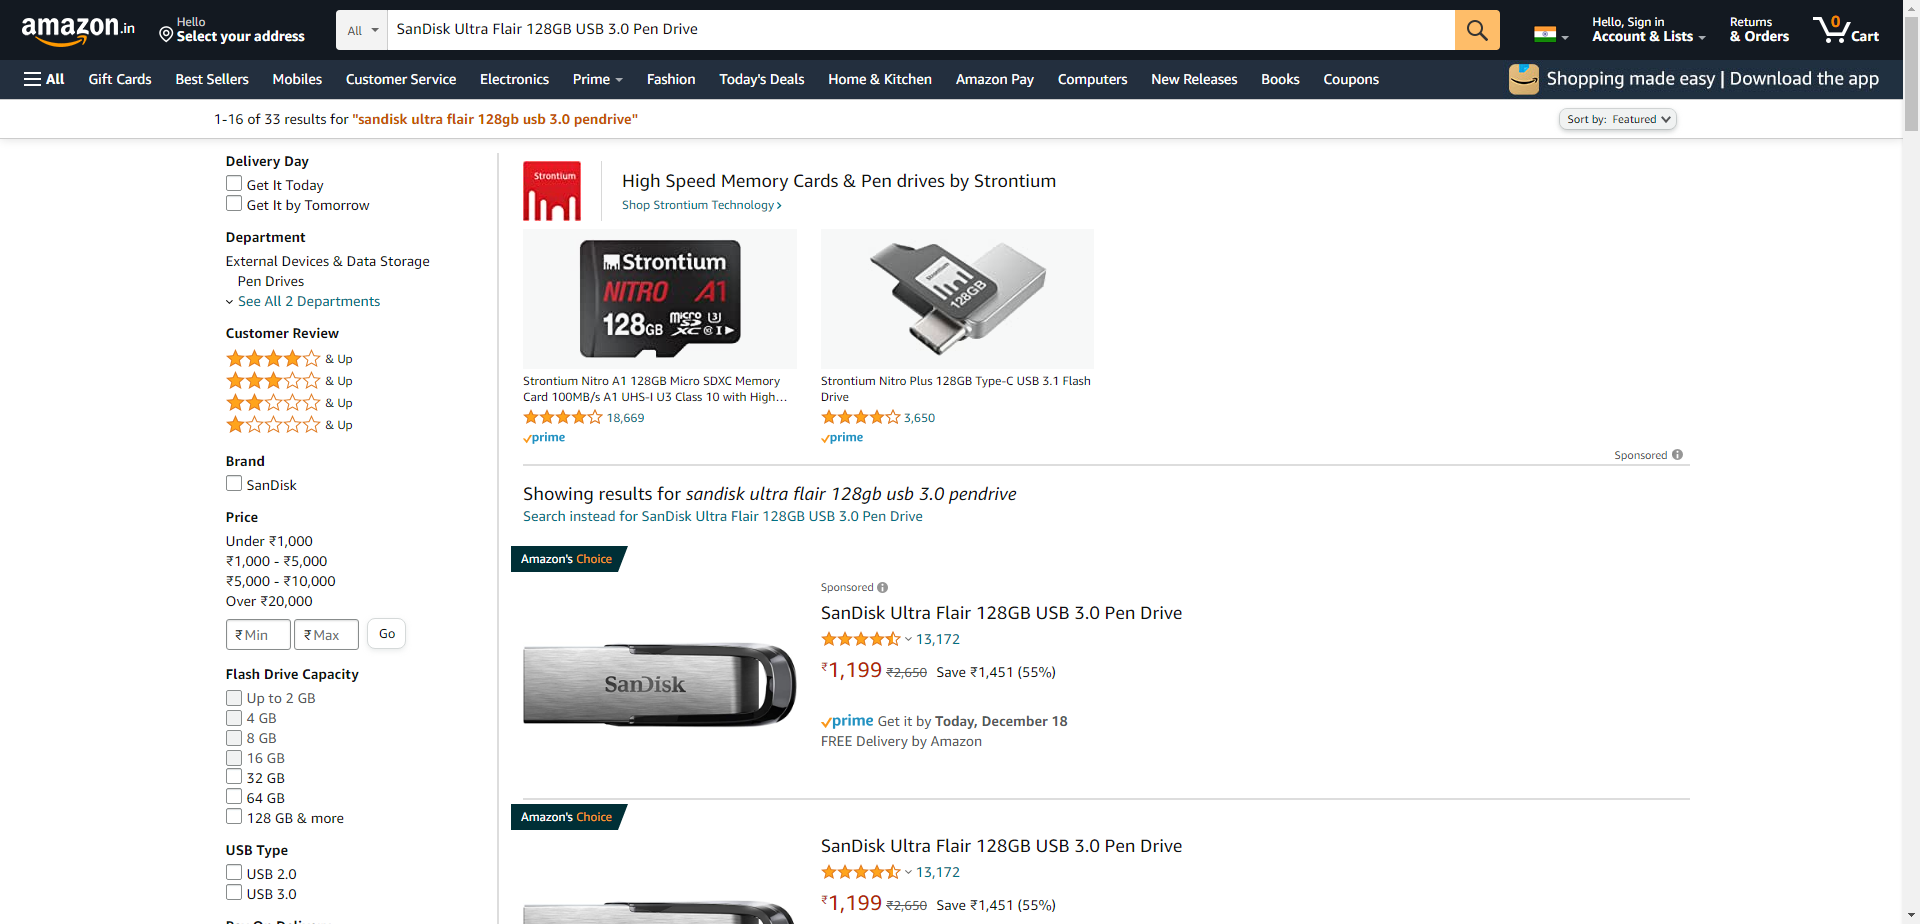 amazon.in
Hello
Select your address
All
SanDisk Ultra Flair 128GB USB 3.0 Pen Drive
Hello, Sign in
Account & Lists
Returns
& Orders
0
Cart
All
Gift Cards
Best Sellers
Mobiles
Customer Service
Electronics
Prime
Fashion
Today's Deals
Home & Kitchen
Amazon Pay
Computers
New Releases
Books
Coupons
Shopping made easy | Download the app
1-16 of 33 results for "sandisk ultra flair 128gb usb 3.0 pendrive"
Sort by: Featured
Delivery Day
Get It Today
Get It by Tomorrow
Department
External Devices & Data Storage
Pen Drives
See All 2 Departments
Customer Review
& Up
& Up
& Up
& Up
Brand
SanDisk
Price
Under ₹1,000
₹1,000 - ₹5,000
₹5,000 - ₹10,000
Over ₹20,000
₹ Min
₹ Max
Go
Flash Drive Capacity
Up to 2 GB
4 GB
8 GB
16 GB
32 GB
64 GB
128 GB & more
USB Type
USB 2.0
USB 3.0
Strontium
High Speed Memory Cards & Pen drives by Strontium
Shop Strontium Technology ›
Strontium
NITRO A1
128GB micro SD XC U3 10 I
Strontium
128GB
Strontium Nitro A1 128GB Micro SDXC Memory
Card 100MB/s A1 UHS-I U3 Class 10 with High...
18,669
prime
Strontium Nitro Plus 128GB Type-C USB 3.1 Flash
Drive
3,650
prime
Sponsored
Showing results for sandisk ultra flair 128gb usb 3.0 pendrive
Search instead for SanDisk Ultra Flair 128GB USB 3.0 Pen Drive
Amazon's Choice
SanDisk
Sponsored
SanDisk Ultra Flair 128GB USB 3.0 Pen Drive
13,172
₹1,199 ₹2,650 Save ₹1,451 (55%)
prime Get it by Today, December 18
FREE Delivery by Amazon
Amazon's Choice
SanDisk Ultra Flair 128GB USB 3.0 Pen Drive
13,172
₹1,199 ₹2,650 Save ₹1,451 (55%)